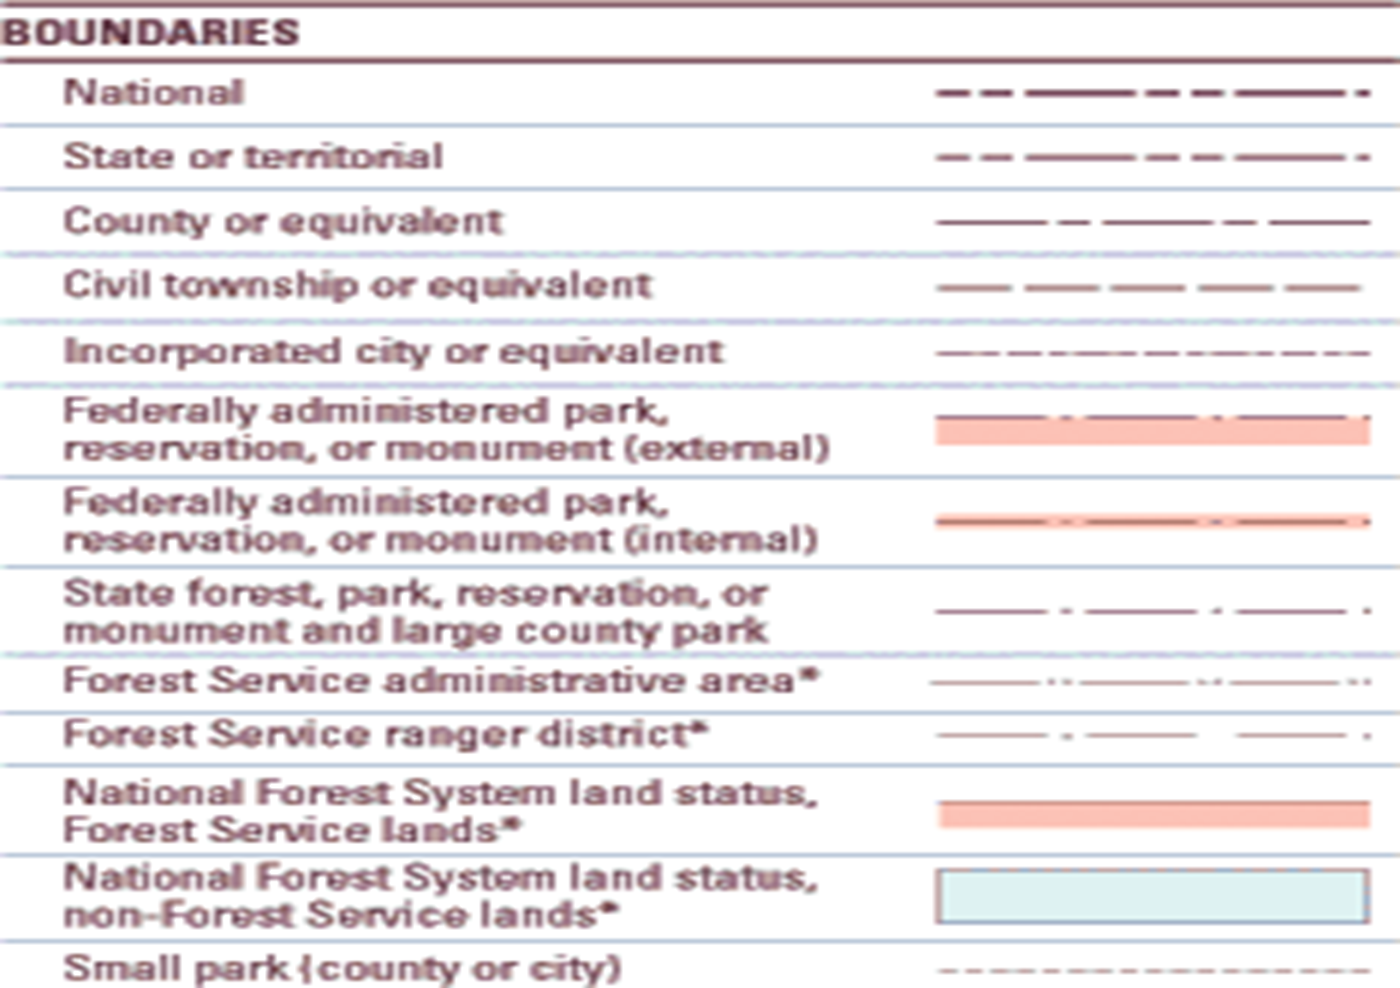 BOUNDARIES
National
State or territorial
County or equivalent
Civil township or equivalent
Incorporated city or equivalent
Federally administered park,
reservation, or monument (external)
Federally administered park,
reservation, or monument (internal)
State forest, park, reservation, or
monument and large county park
Forest Service administrative area*
Forest Service ranger district*
National Forest System land status,
Forest Service lands*
National Forest System land status,
non-Forest Service lands*
Small park (county or city)